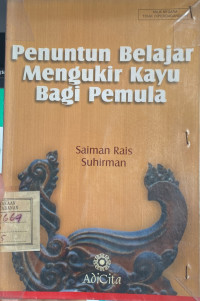 Penuntun Belajar
Mengukir Kayu
Bagi Pemula
Saiman Rais
Suhirman
AdiCita